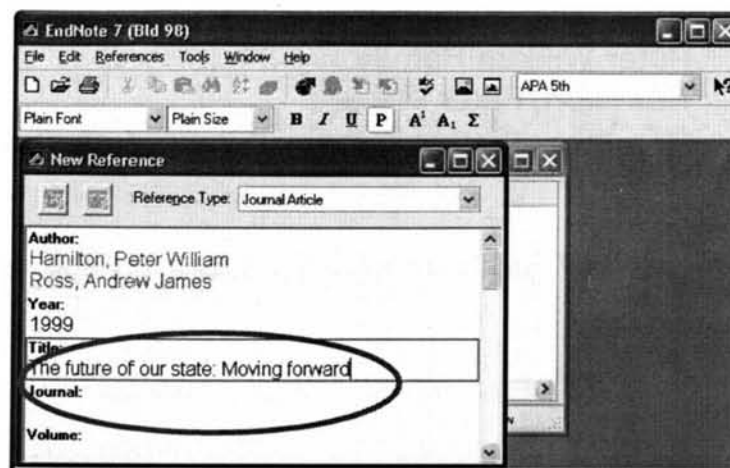 EndNote 7 (Bld 98)
File Edit References Tools Window Help
APA 5th
Plain Font Plain Size B I U P A¹ A₁ Σ
New Reference
Reference Type: Journal Article
Author:
Hamilton, Peter William
Ross, Andrew James
Year:
1999
Title:
The future of our state: Moving forward
Journal:
Volume: